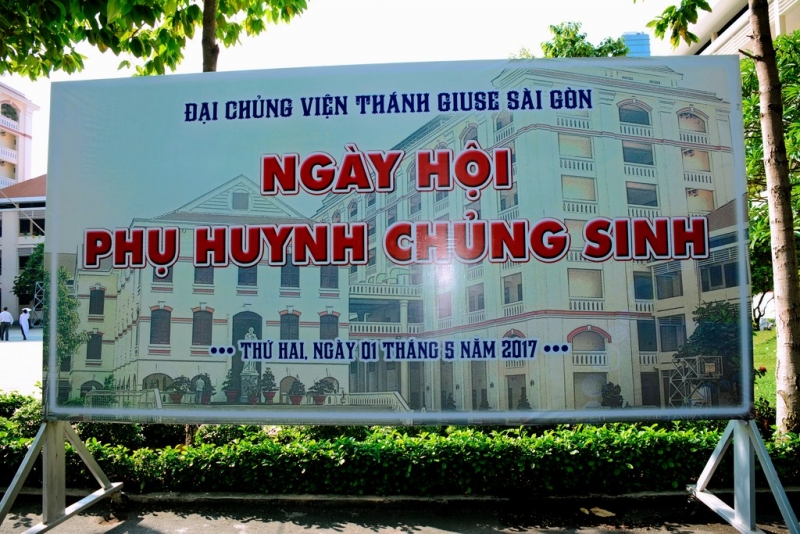 ĐẠI CHỦNG VIỆN THÁNH GIUSE SÀI GÒN
NGÀY HỘI
PHỤ HUYNH CHỦNG SINH
••• THỨ HAI, NGÀY 01 THÁNG 5 NĂM 2017 •••